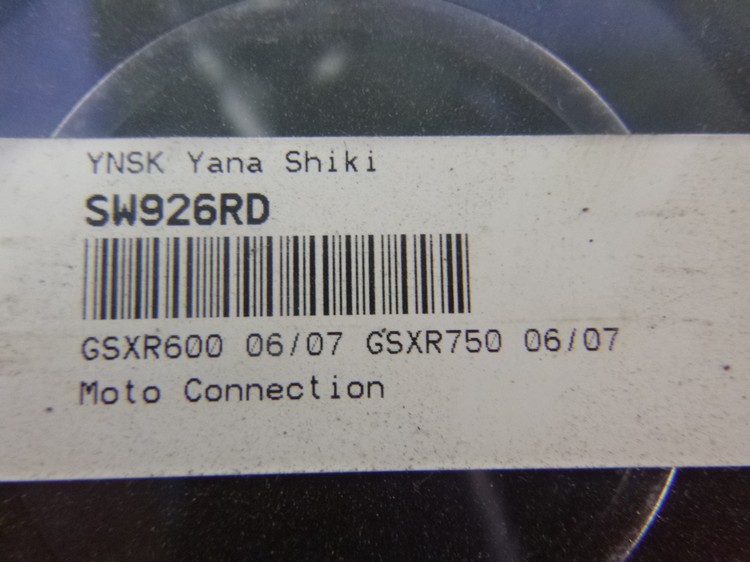 YNSK Yana Shiki
SW926RD
GSXR600 06/07 GSXR750 06/07
Moto Connection